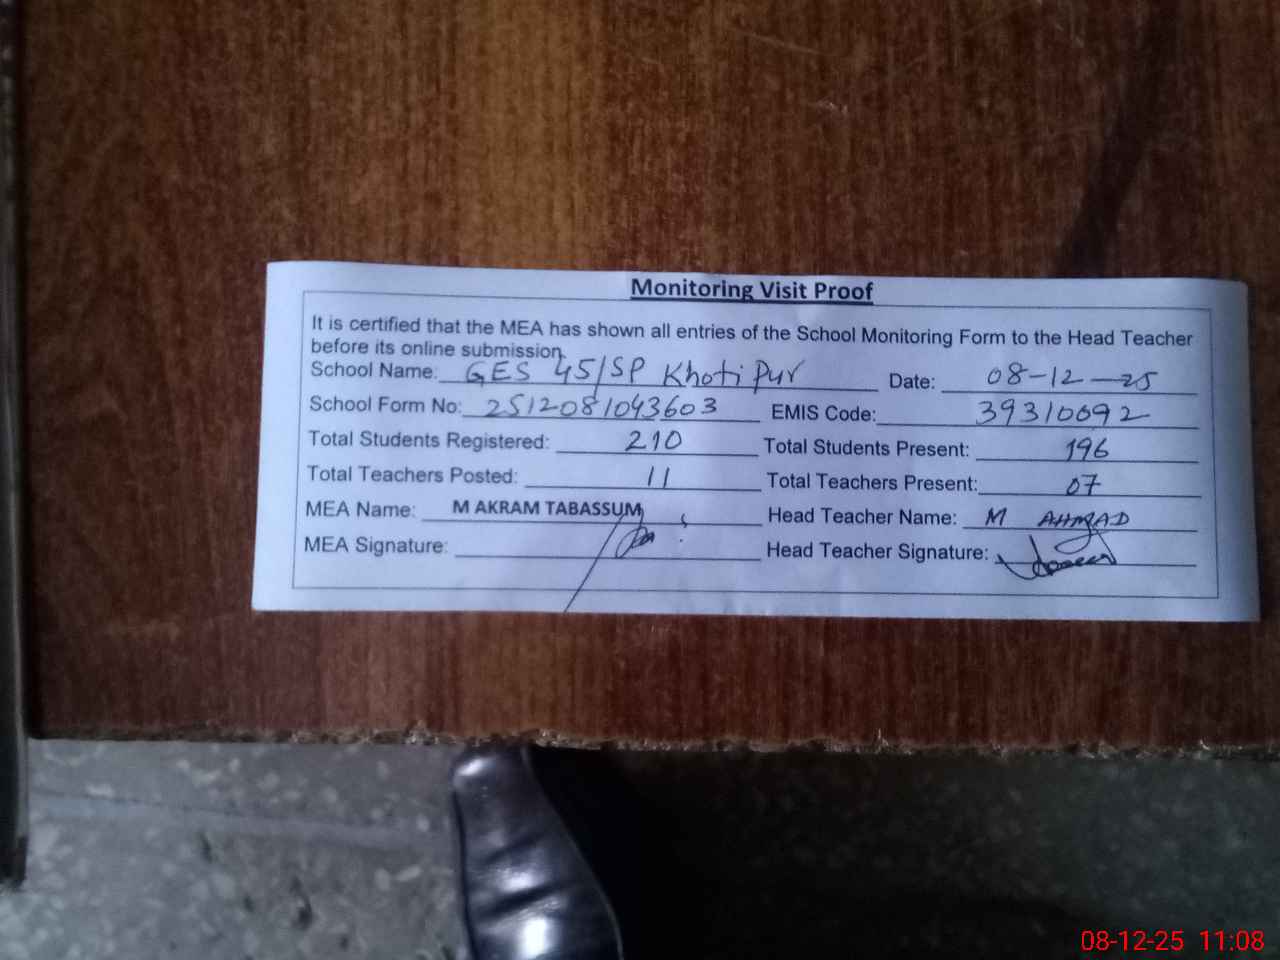 Monitoring Visit Proof
It is certified that the MEA has shown all entries of the School Monitoring Form to the Head Teacher
before its online submission.
School Name: GES 45/SP Khoti Pur Date: 08-12-25
School Form No: 2512081043603 EMIS Code: 39310092
Total Students Registered: 210 Total Students Present: 196
Total Teachers Posted: 11 Total Teachers Present: 07
MEA Name: M AKRAM TABASSUM Head Teacher Name: M AHMAD
MEA Signature: Head Teacher Signature:
08-12-25 11:08